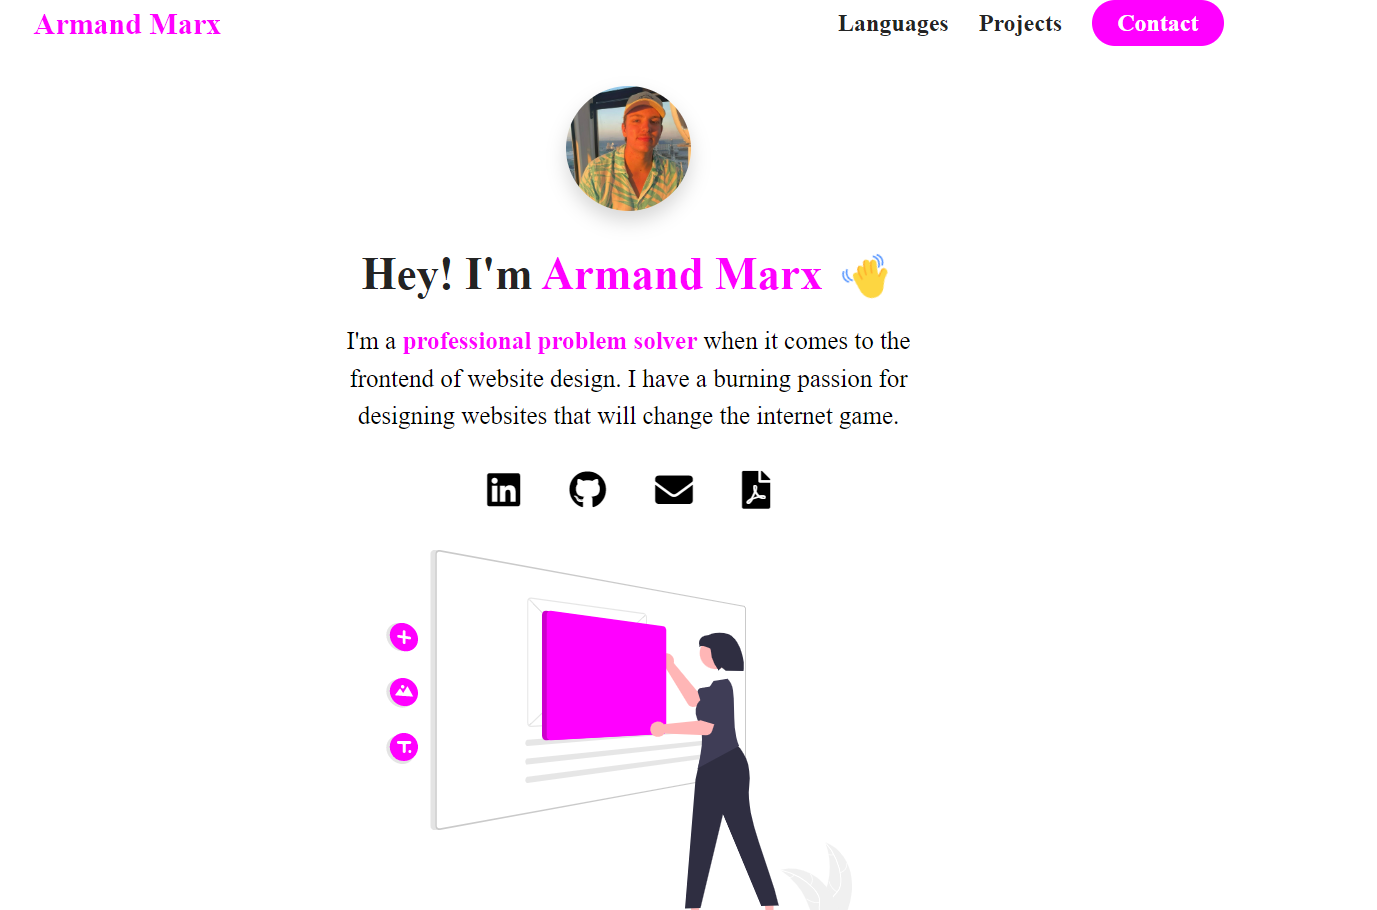 Armand Marx
Languages Projects Contact
Hey! I'm Armand Marx
I'm a professional problem solver when it comes to the
frontend of website design. I have a burning passion for
designing websites that will change the internet game.
in
T.